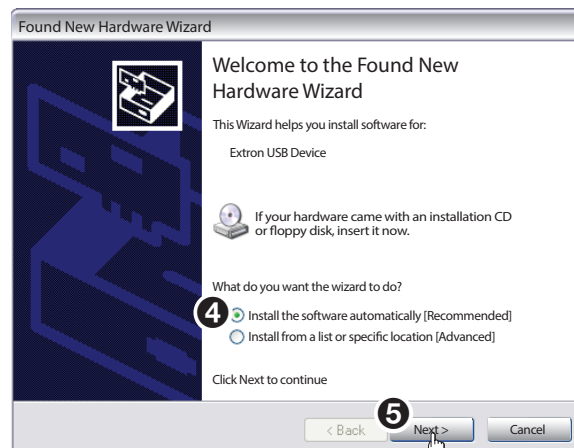 Found New Hardware Wizard
Welcome to the Found New
Hardware Wizard
This Wizard helps you install software for:
Extron USB Device
If your hardware came with an installation CD
or floppy disk, insert it now.
What do you want the wizard to do?
4 Install the software automatically [Recommended]
Install from a list or specific location [Advanced]
Click Next to continue
5
< Back Next > Cancel